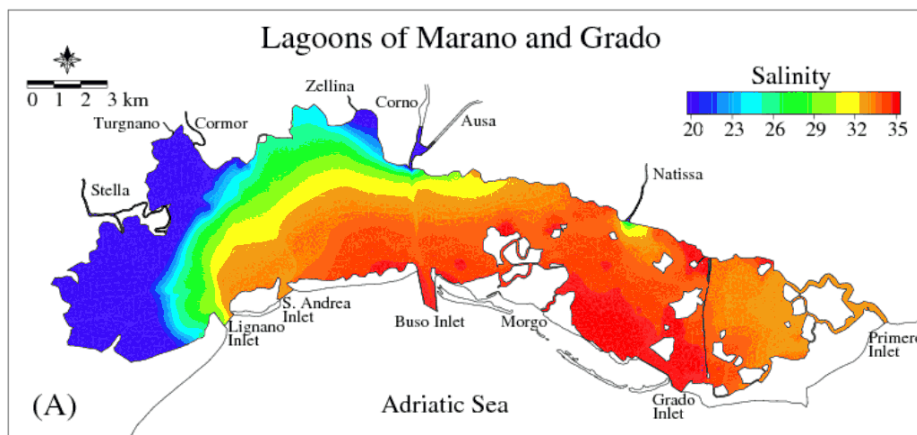 Lagoons of Marano and Grado
0 1 2 3 km
Zellina
Corno
Salinity
20 23 26 29 32 35
Turgnano
Cormor
Ausa
Stella
Natissa
S. Andrea
Inlet
Lignano
Inlet
Buso Inlet
Morgo
Primero
Inlet
Grado
Inlet
(A)
Adriatic Sea